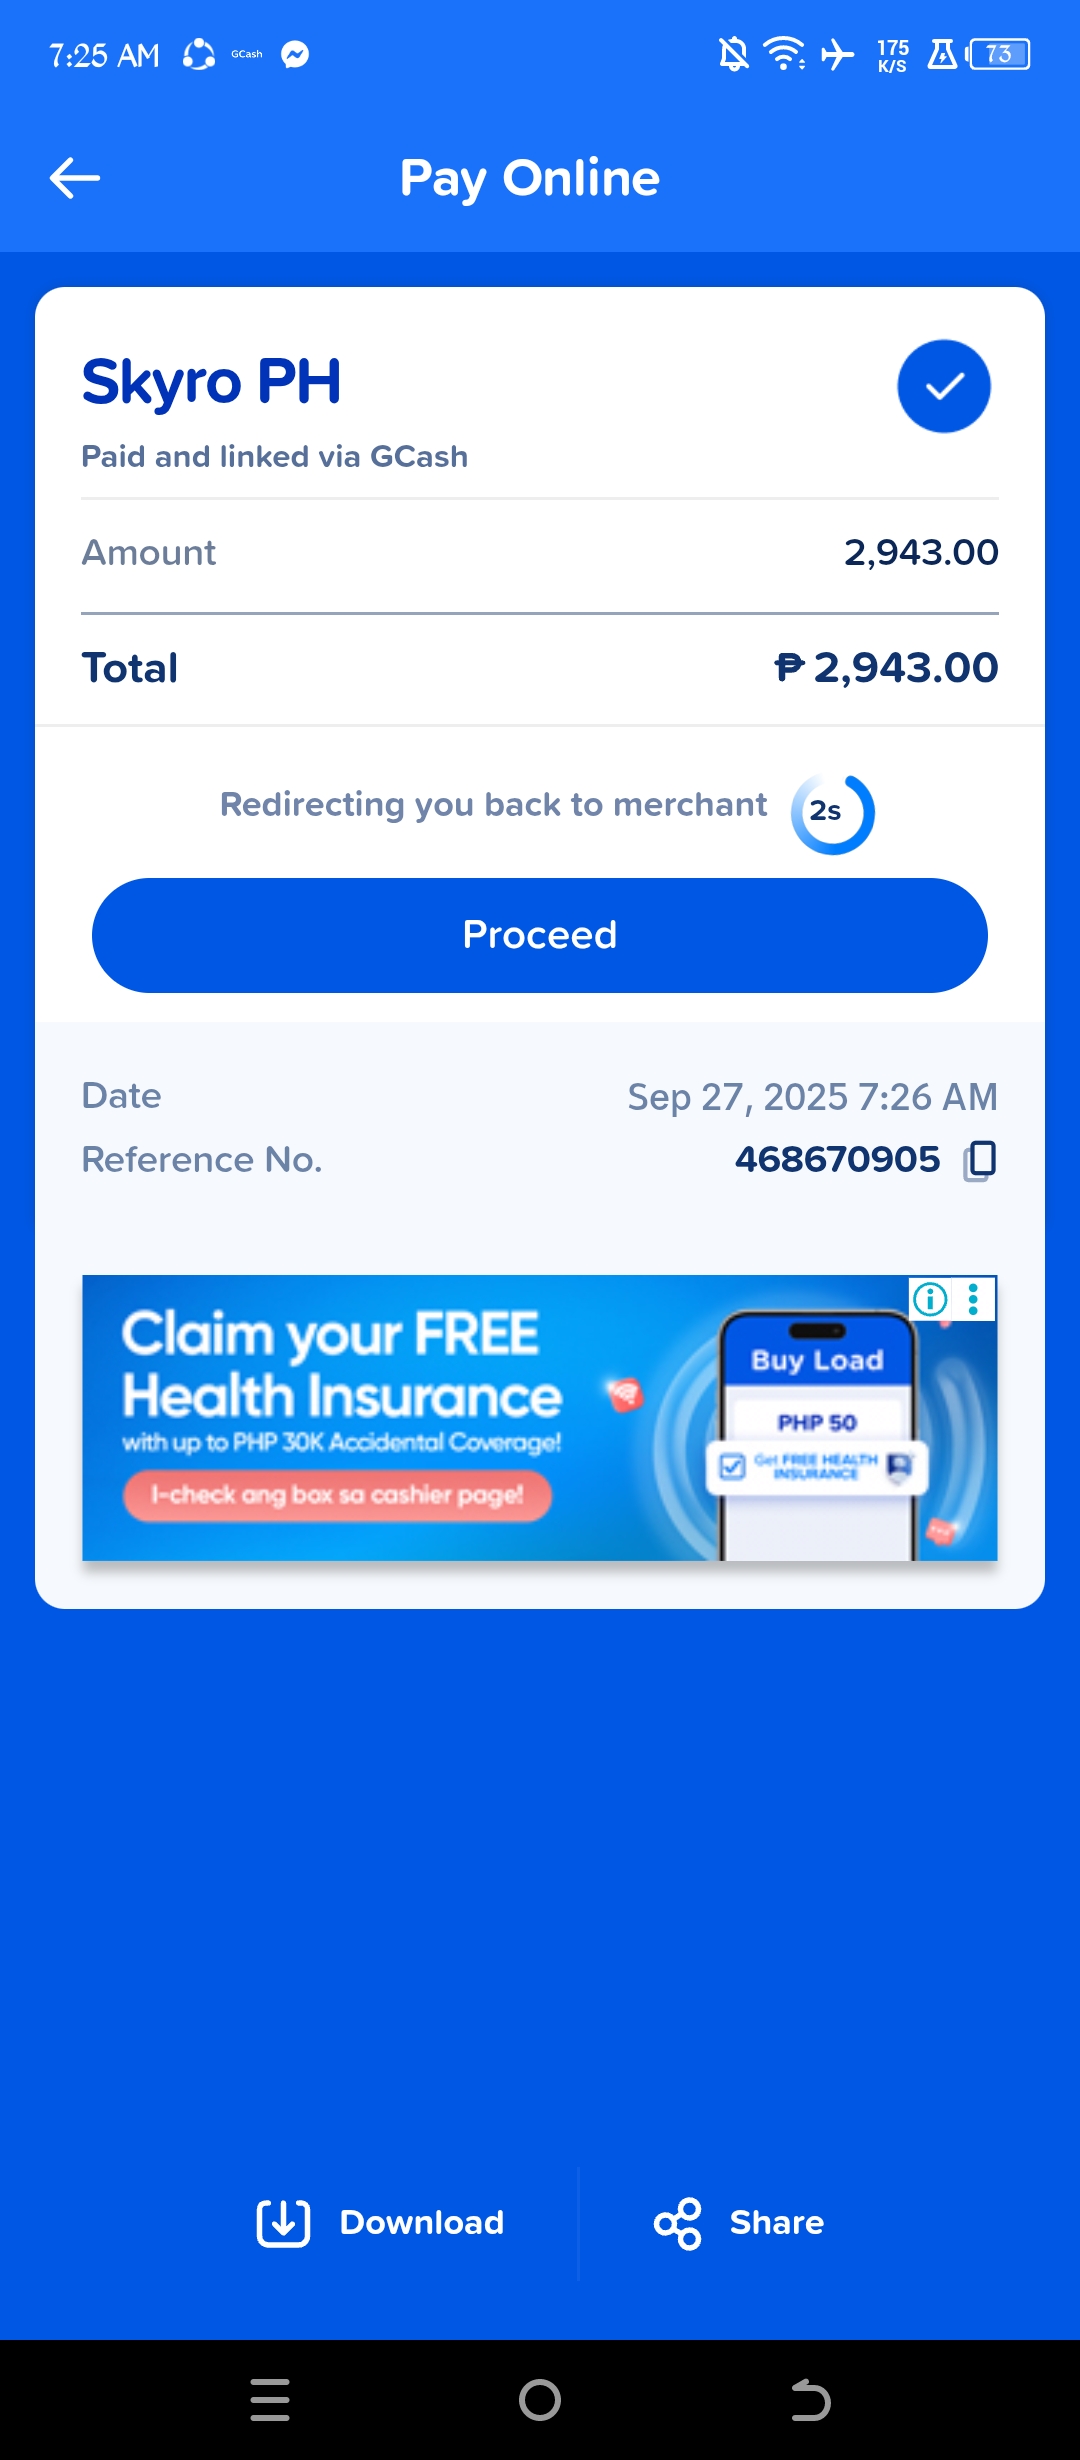 7:25 AM GCash 175 K/S 73
Pay Online
Skyro PH
Paid and linked via GCash
Amount 2,943.00
Total ₱ 2,943.00
Redirecting you back to merchant 2s
Proceed
Date Sep 27, 2025 7:26 AM
Reference No. 468670905
Claim your FREE
Health Insurance
with up to PHP 30K Accidental Coverage!
I-check ang box sa cashier page!
Buy Load
PHP 50
Get FREE HEALTH
INSURANCE
Download Share